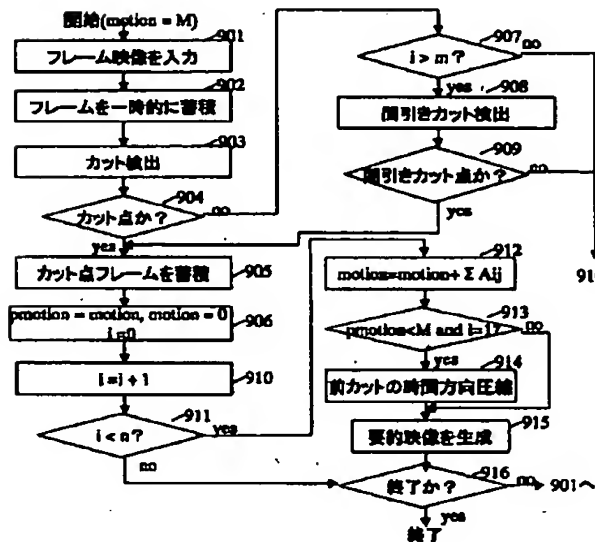 開始(motion = M)
901
フレーム映像を入力
902
フレームを一時的に蓄積
903
カット検出
904
カット点か?
no
yes
カット点フレームを蓄積
905
pmotion = motion, motion = 0
i=0
906
i=i+1
910
911
i < n?
yes
no
907
i > m?
no
yes
908
間引きカット検出
909
間引きカット点か?
no
yes
912
motion=motion+ Σ Aij
913
pmotion<M and i=1?
no
yes
914
前カットの時間方向圧縮
要約映像を生成
915
916
終了か?
no
901へ
yes
終了